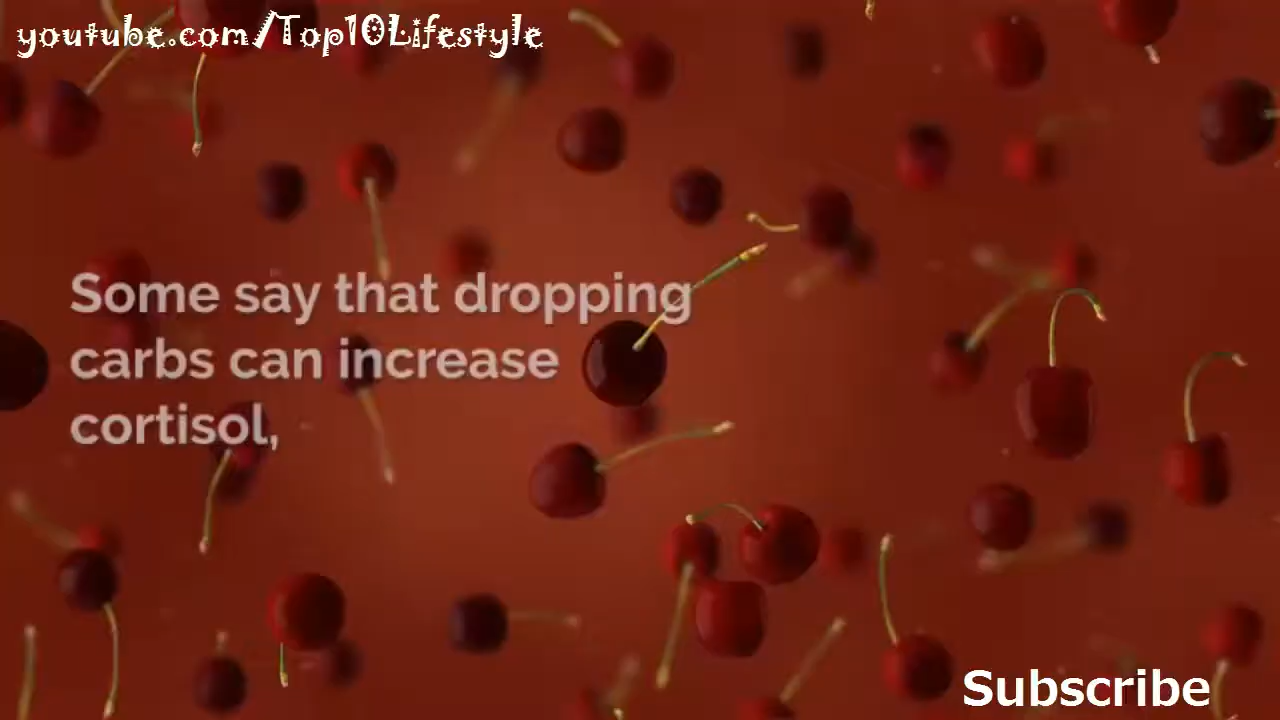 youtube.com/Top10Lifestyle
Some say that dropping
carbs can increase
cortisol,
Subscribe